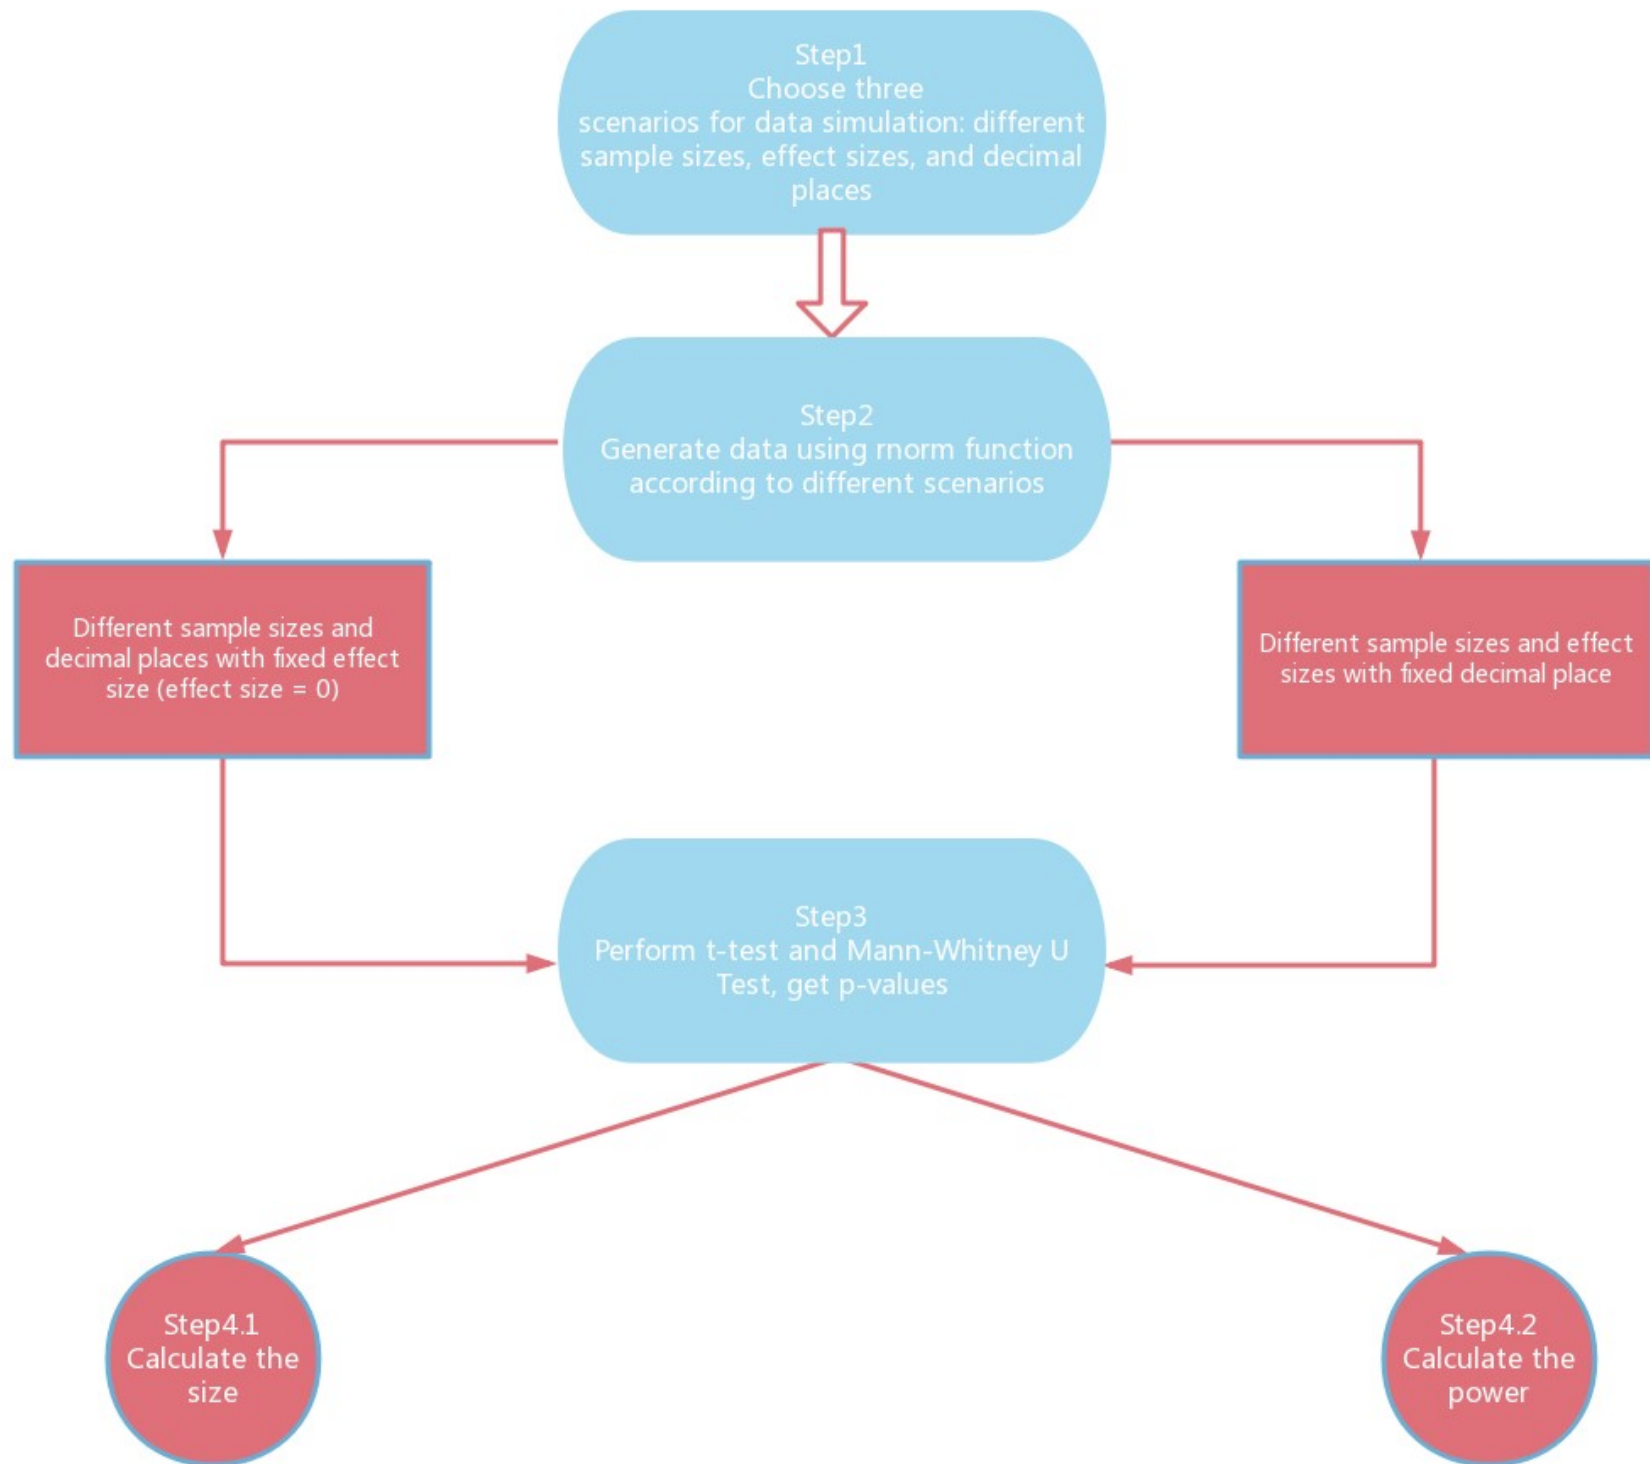 Step1
Choose three
scenarios for data simulation: different
sample sizes, effect sizes, and decimal
places
Step2
Generate data using rnorm function
according to different scenarios
Different sample sizes and
decimal places with fixed effect
size (effect size = 0)
Different sample sizes and effect
sizes with fixed decimal place
Step3
Perform t-test and Mann-Whitney U
Test, get p-values
Step4.1
Calculate the
size
Step4.2
Calculate the
power